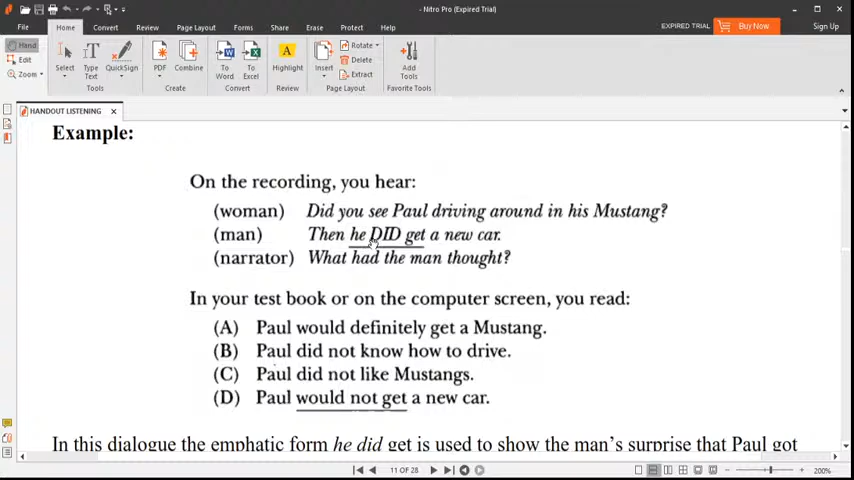 - Nitro Pro (Expired Trial)
File Home Convert Review Page Layout Forms Share Erase Protect Help EXPIRED TRIAL Buy Now Sign Up
Hand
Edit
Zoom
Select
Type Text
QuickSign
Tools
PDF
Combine
Create
To Word
To Excel
Convert
Highlight
Review
Insert
Rotate
Delete
Extract
Page Layout
Add Tools
Favorite Tools
HANDOUT LISTENING
Example:
On the recording, you hear:
(woman) Did you see Paul driving around in his Mustang?
(man) Then he DID get a new car.
(narrator) What had the man thought?
In your test book or on the computer screen, you read:
(A) Paul would definitely get a Mustang.
(B) Paul did not know how to drive.
(C) Paul did not like Mustangs.
(D) Paul would not get a new car.
In this dialogue the emphatic form he did get is used to show the man's surprise that Paul got
11 OF 28
200%